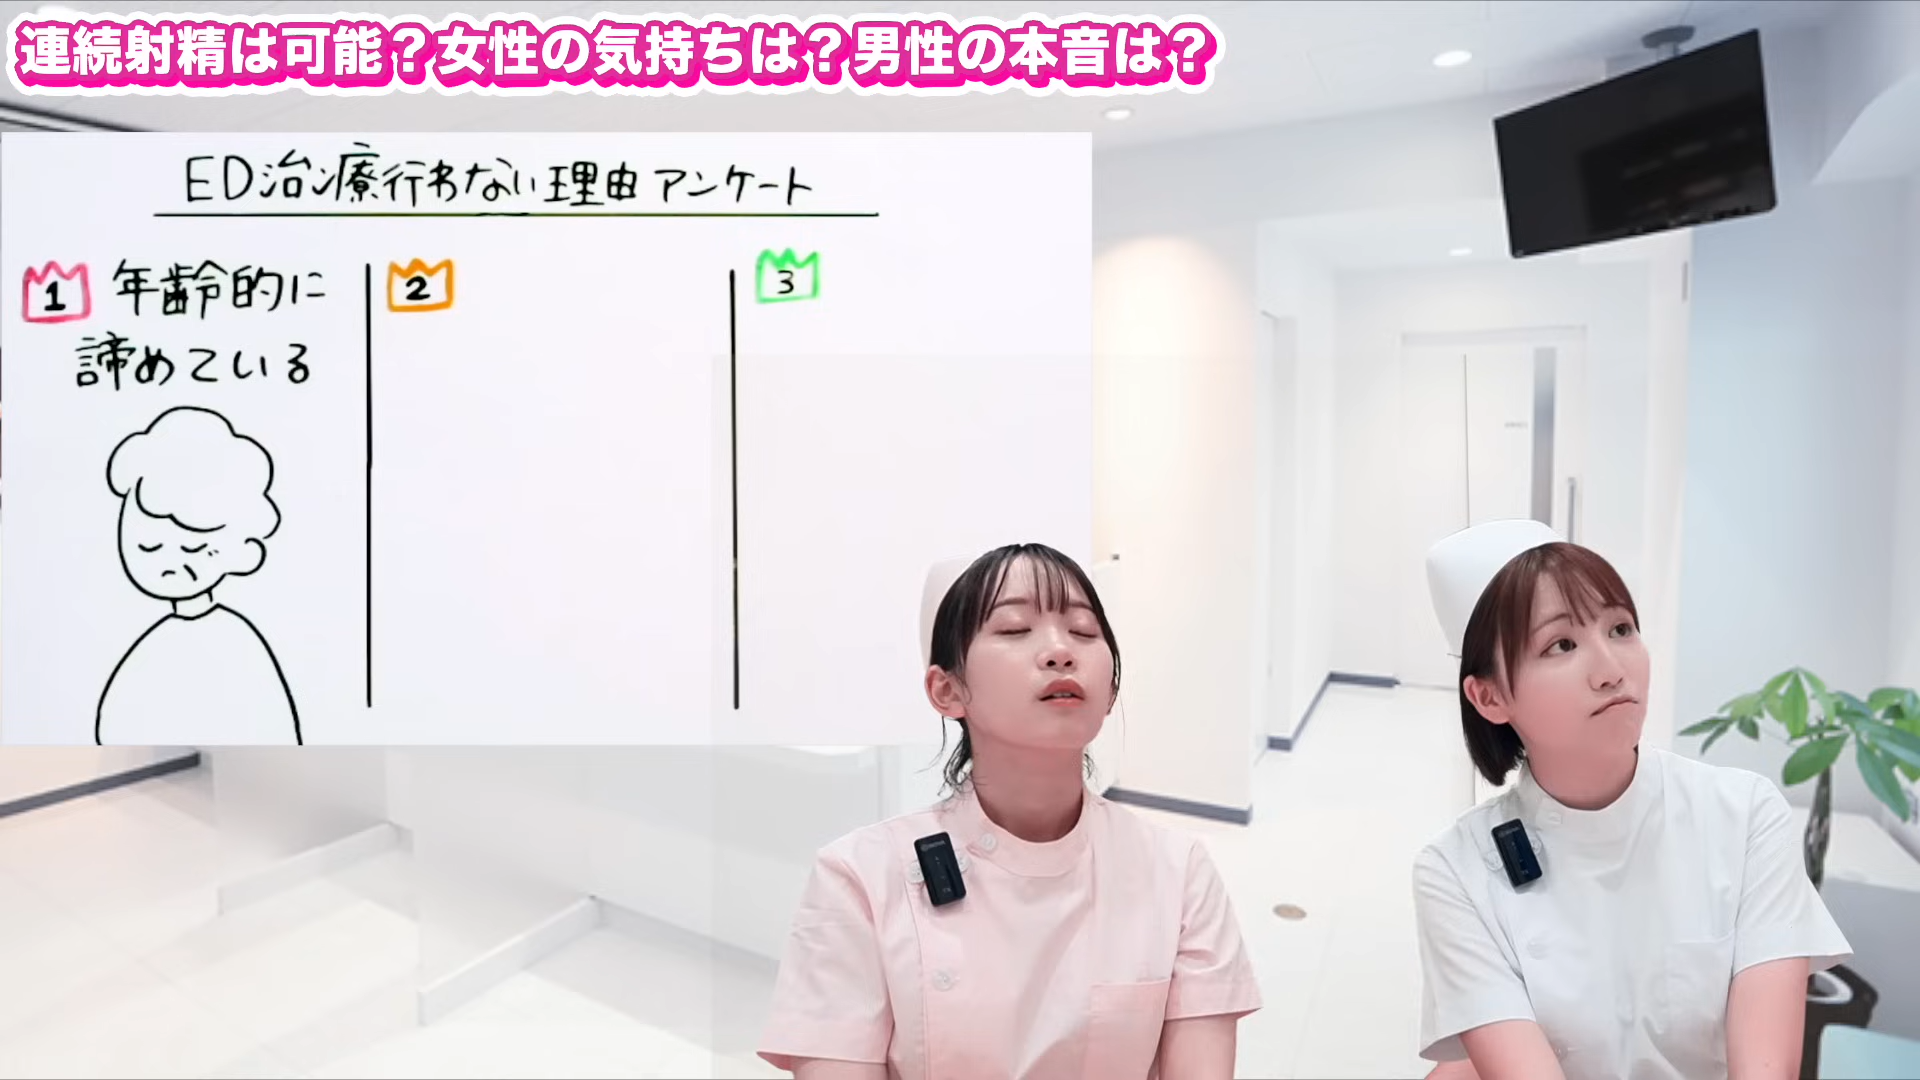 連続射精は可能？女性の気持ちは？男性の本音は？
ED治療行わない理由アンケート
1 年齢的に
諦めている
2
3